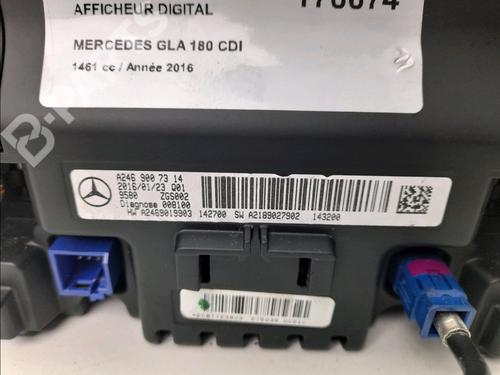 AFFICHEUR DIGITAL
MERCEDES GLA 180 CDI
1461 cc / Année 2016
A246 900 73 14
2016/01/23 Q01
9580 ZGS002
Diagnose 008100
HW A2469019903 142700 SW A2189027902 143200